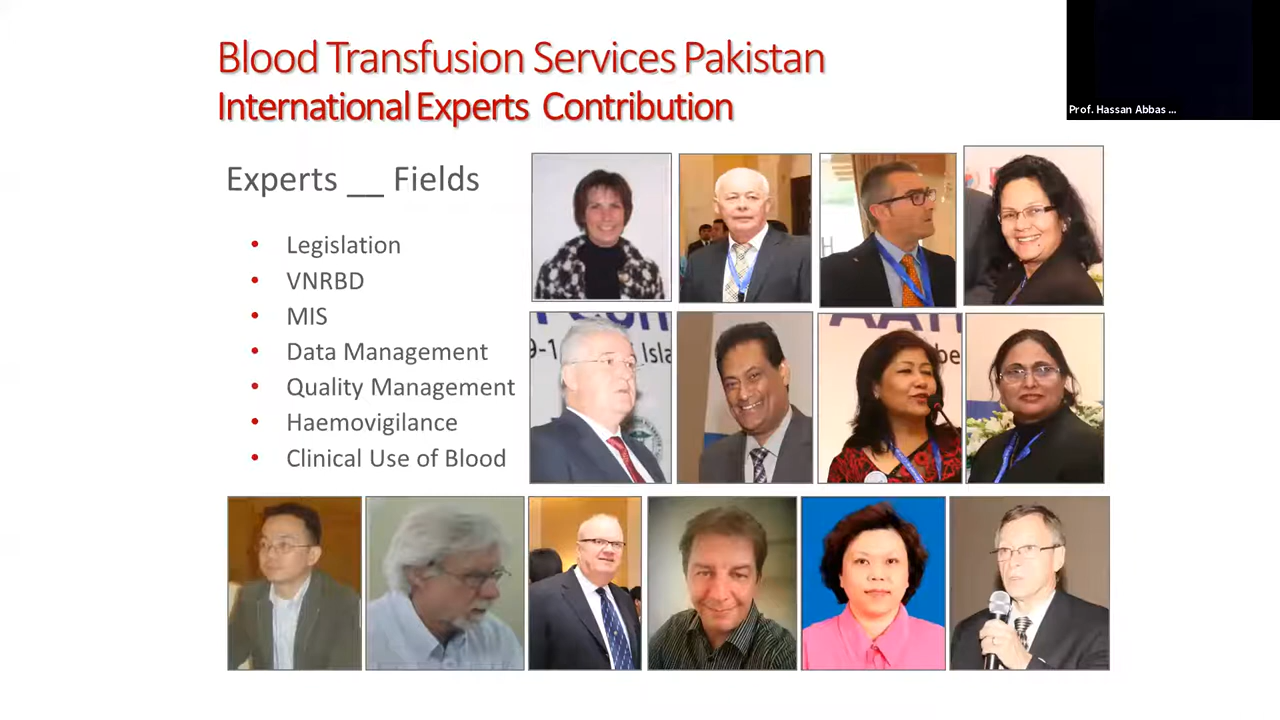 Blood Transfusion Services Pakistan
International Experts Contribution
Prof. Hassan Abbas ...
Experts __ Fields
• Legislation
• VNRBD
• MIS
• Data Management
• Quality Management
• Haemovigilance
• Clinical Use of Blood